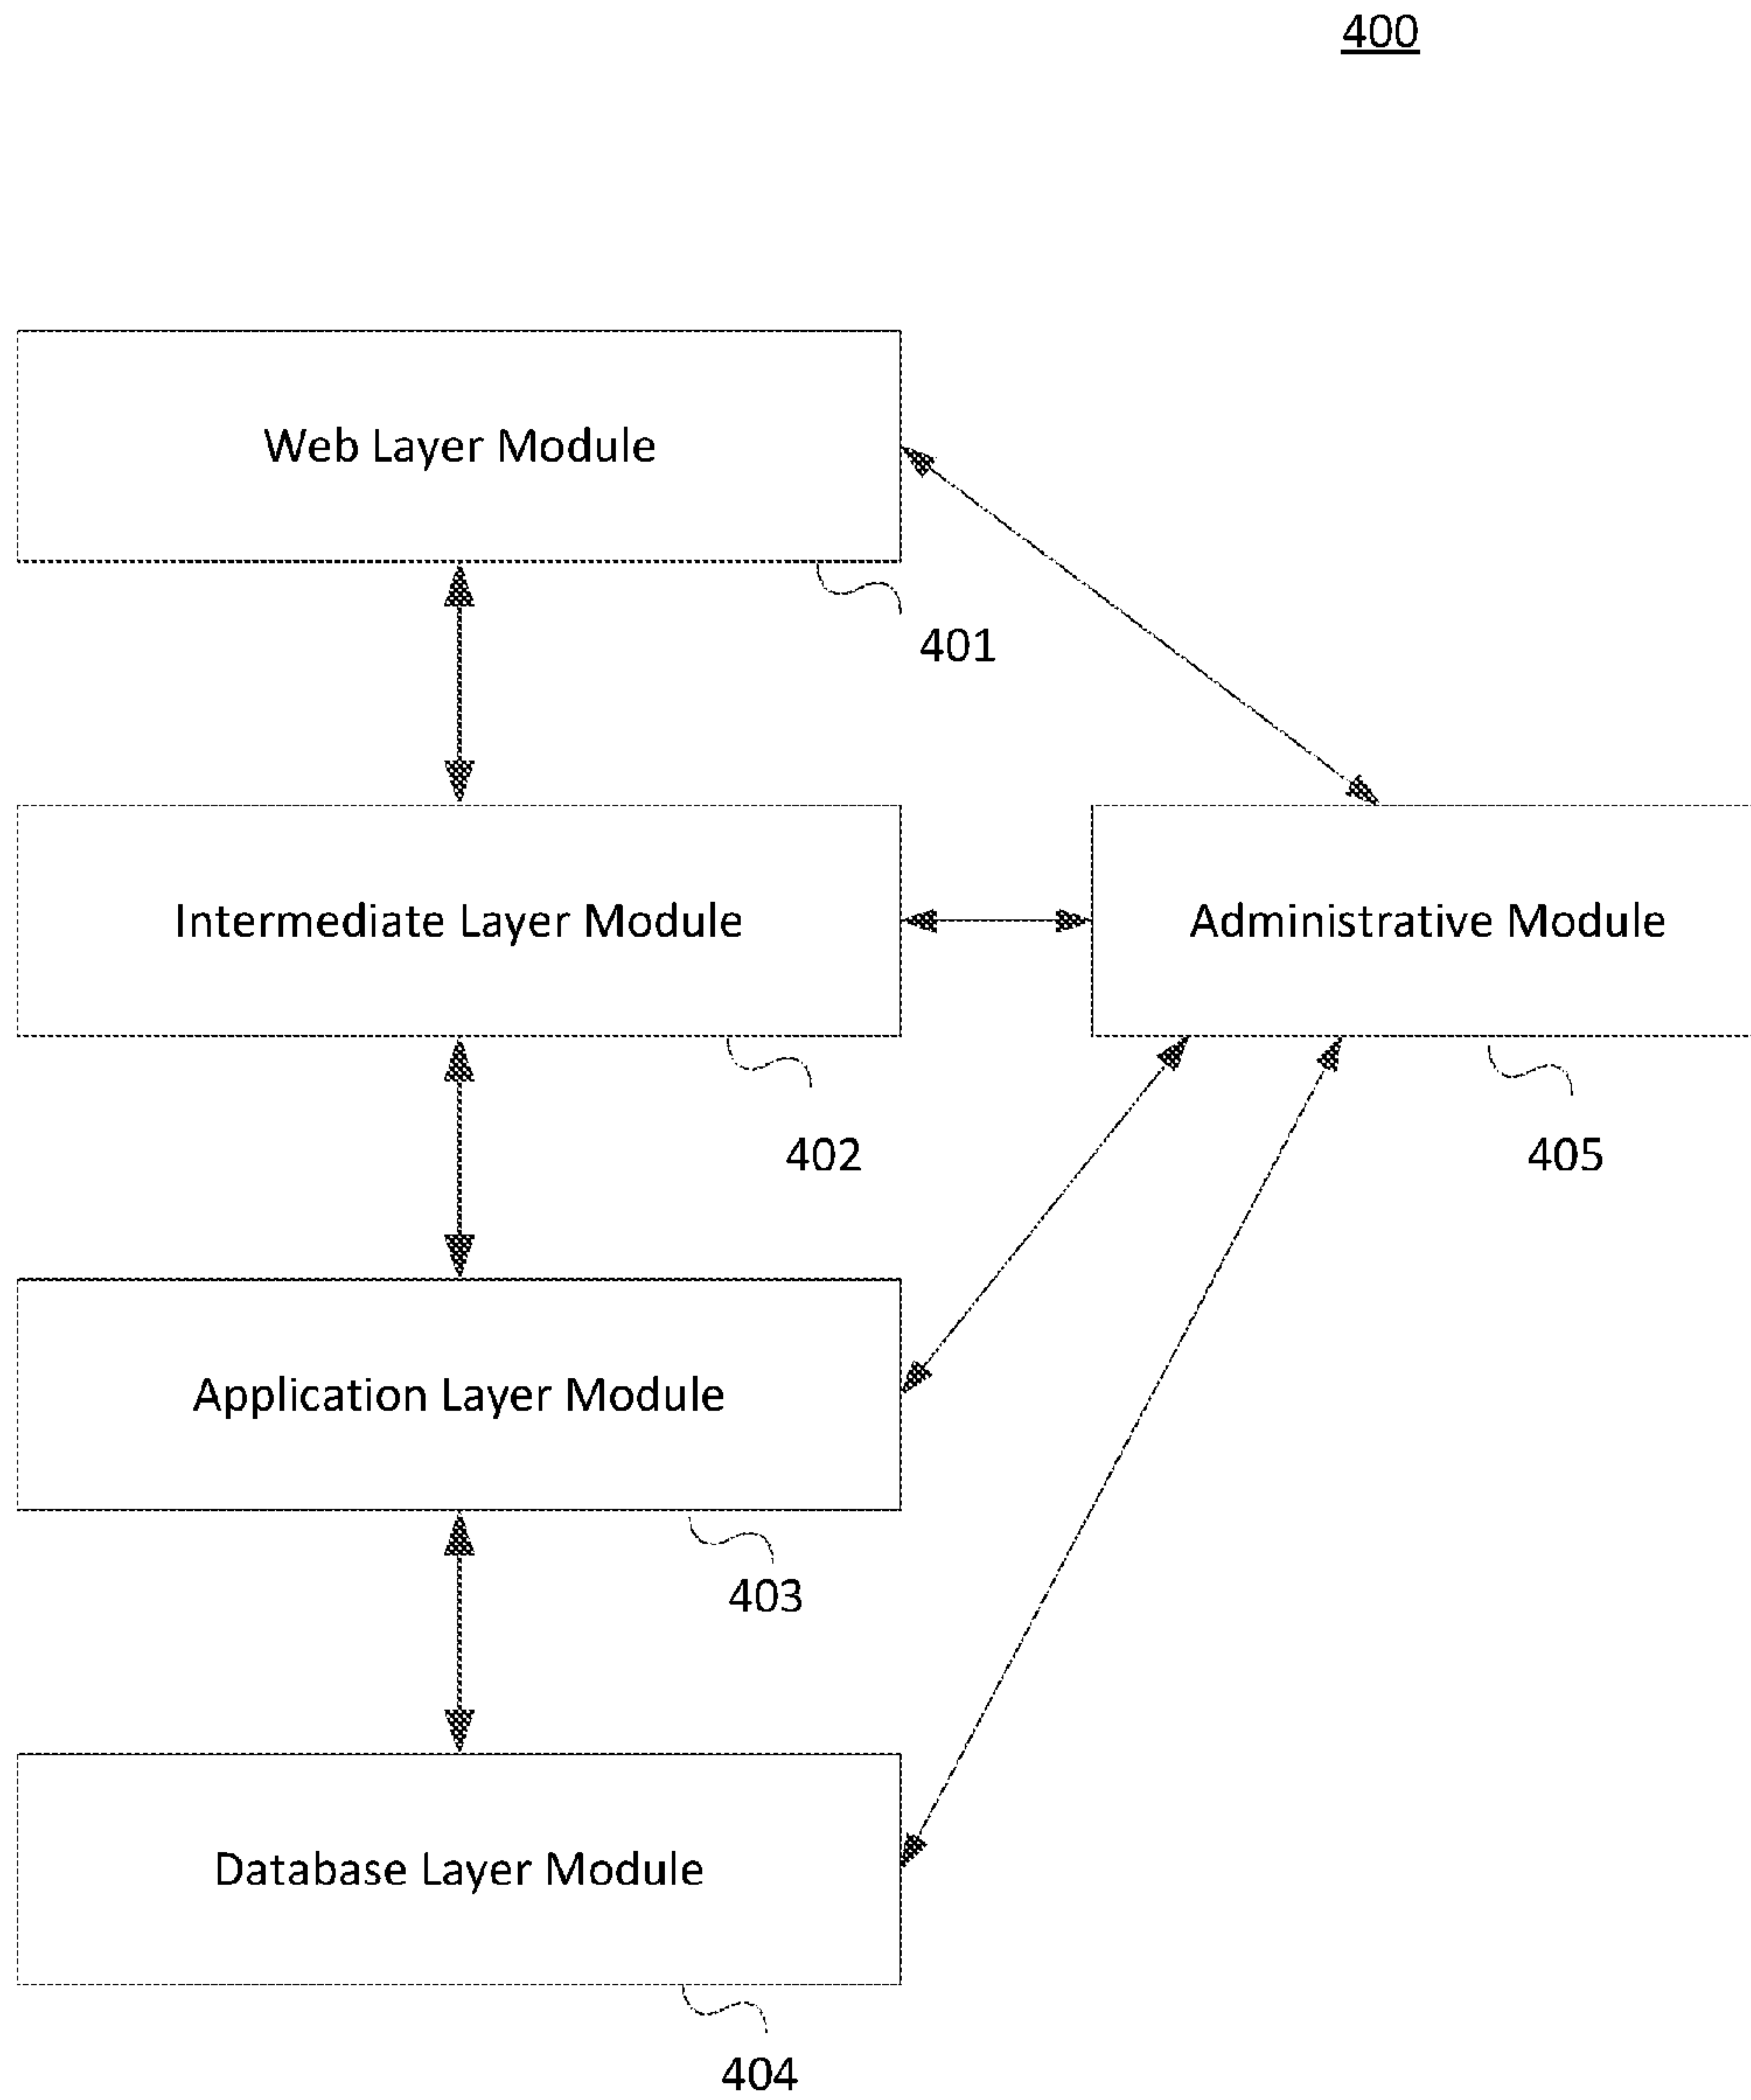 400
Web Layer Module
401
Intermediate Layer Module
Administrative Module
402
405
Application Layer Module
403
Database Layer Module
404